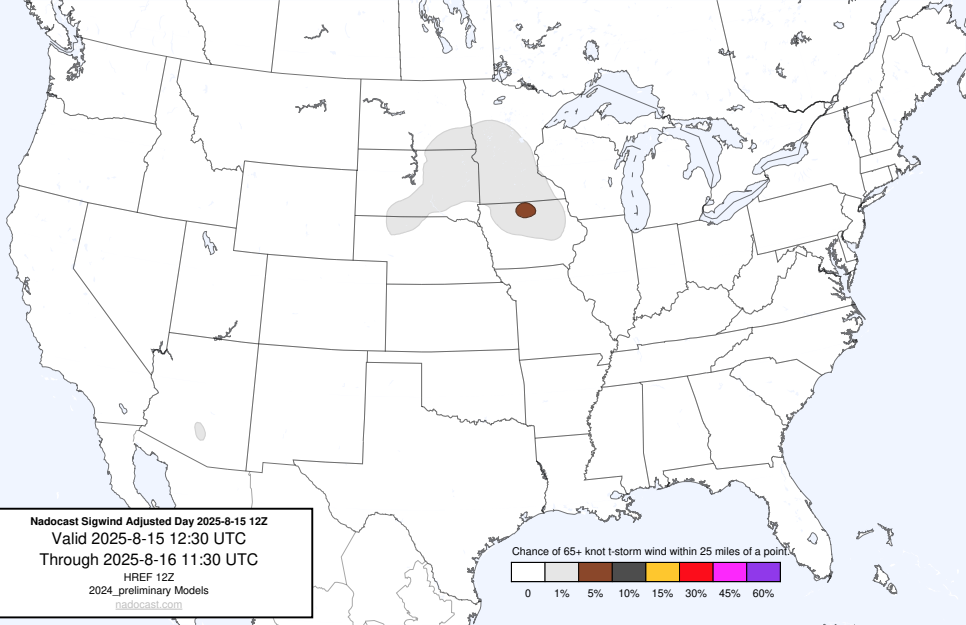 Nadocast Sigwind Adjusted Day 2025-8-15 12Z
Valid 2025-8-15 12:30 UTC
Through 2025-8-16 11:30 UTC
HREF 12Z
2024_preliminary Models
nadocast.com
Chance of 65+ knot t-storm wind within 25 miles of a point.
0 1% 5% 10% 15% 30% 45% 60%